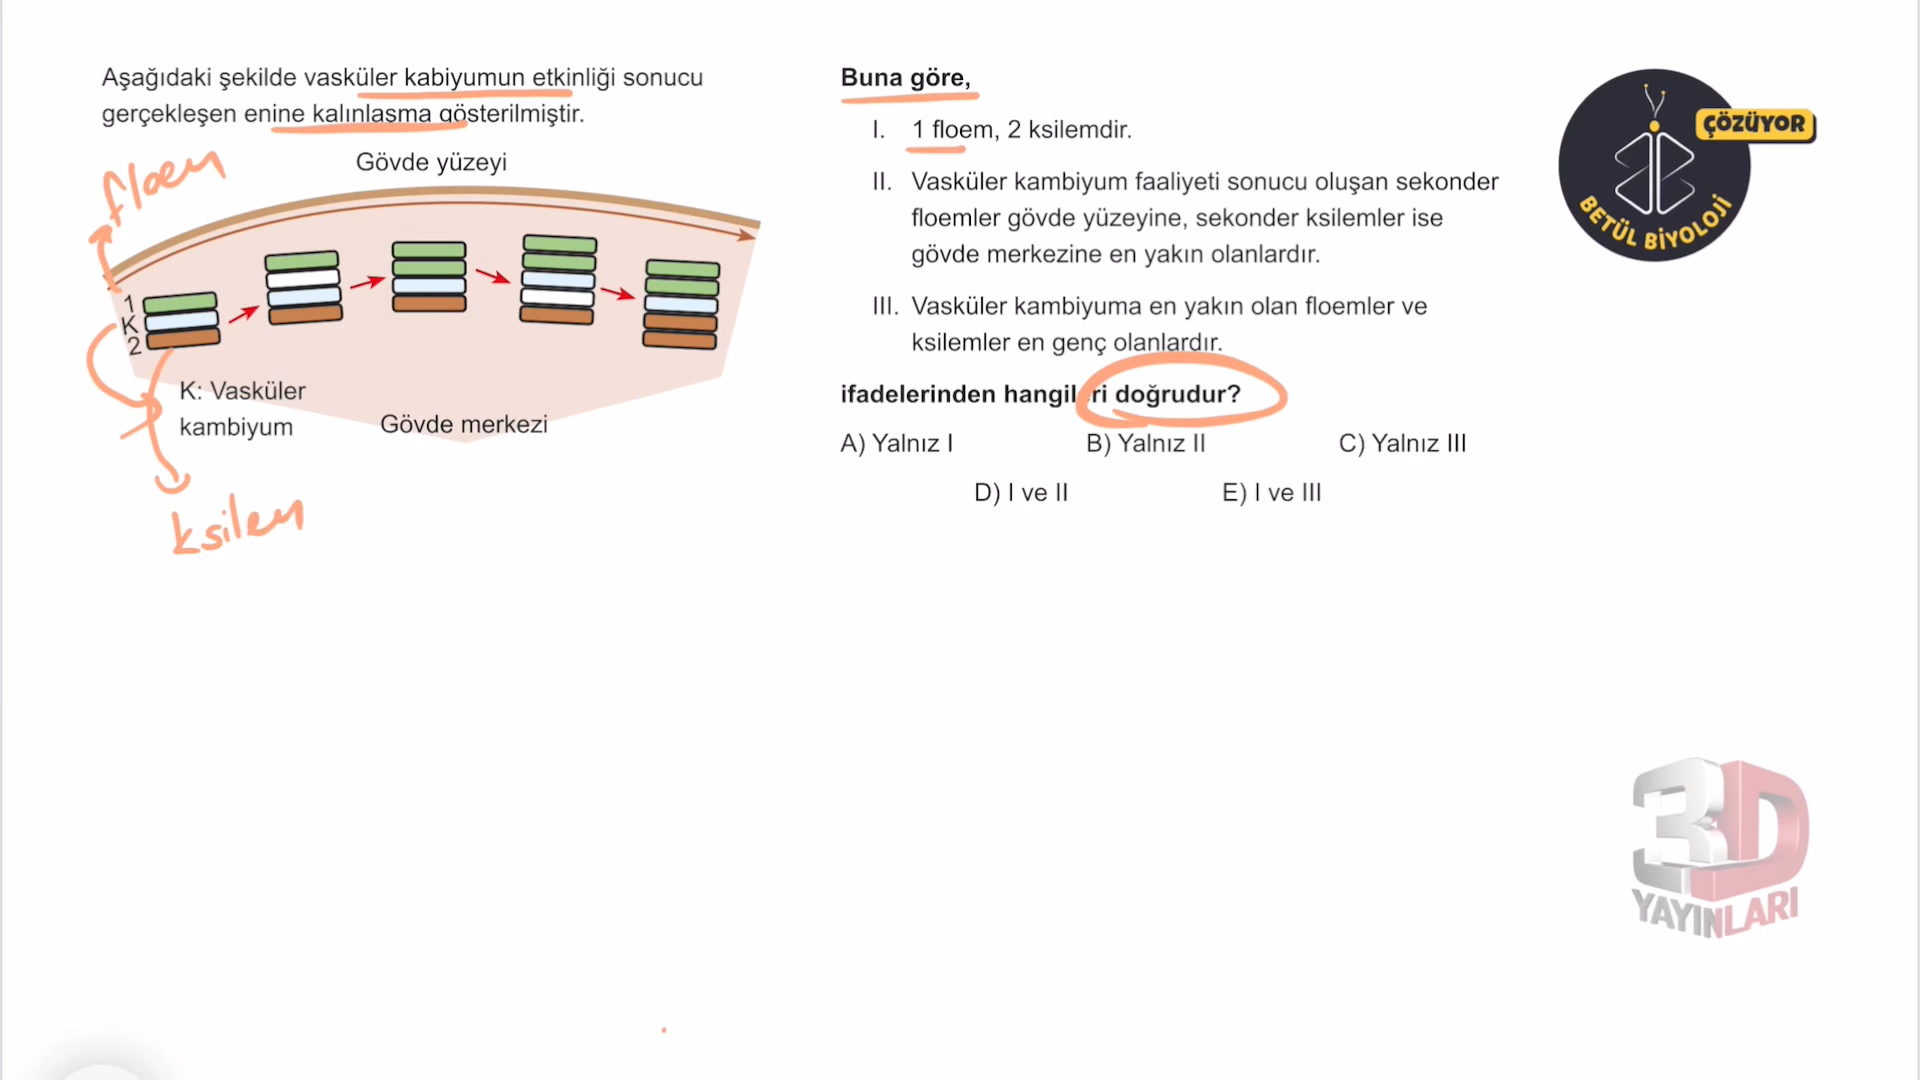 Aşağıdaki şekilde vasküler kabiyumun etkinliği sonucu
gerçekleşen enine kalınlaşma gösterilmiştir.
Gövde yüzeyi
floem
1
K
2
K: Vasküler
kambiyum
Gövde merkezi
ksilem
Buna göre,
I. 1 floem, 2 ksilemdir.
II. Vasküler kambiyum faaliyeti sonucu oluşan sekonder
floemler gövde yüzeyine, sekonder ksilemler ise
gövde merkezine en yakın olanlardır.
III. Vasküler kambiyuma en yakın olan floemler ve
ksilemler en genç olanlardır.
ifadelerinden hangileri doğrudur?
A) Yalnız I B) Yalnız II C) Yalnız III
D) I ve II E) I ve III
ÇÖZÜYOR
BETÜL BİYOLOJİ
3D
YAYINLARI